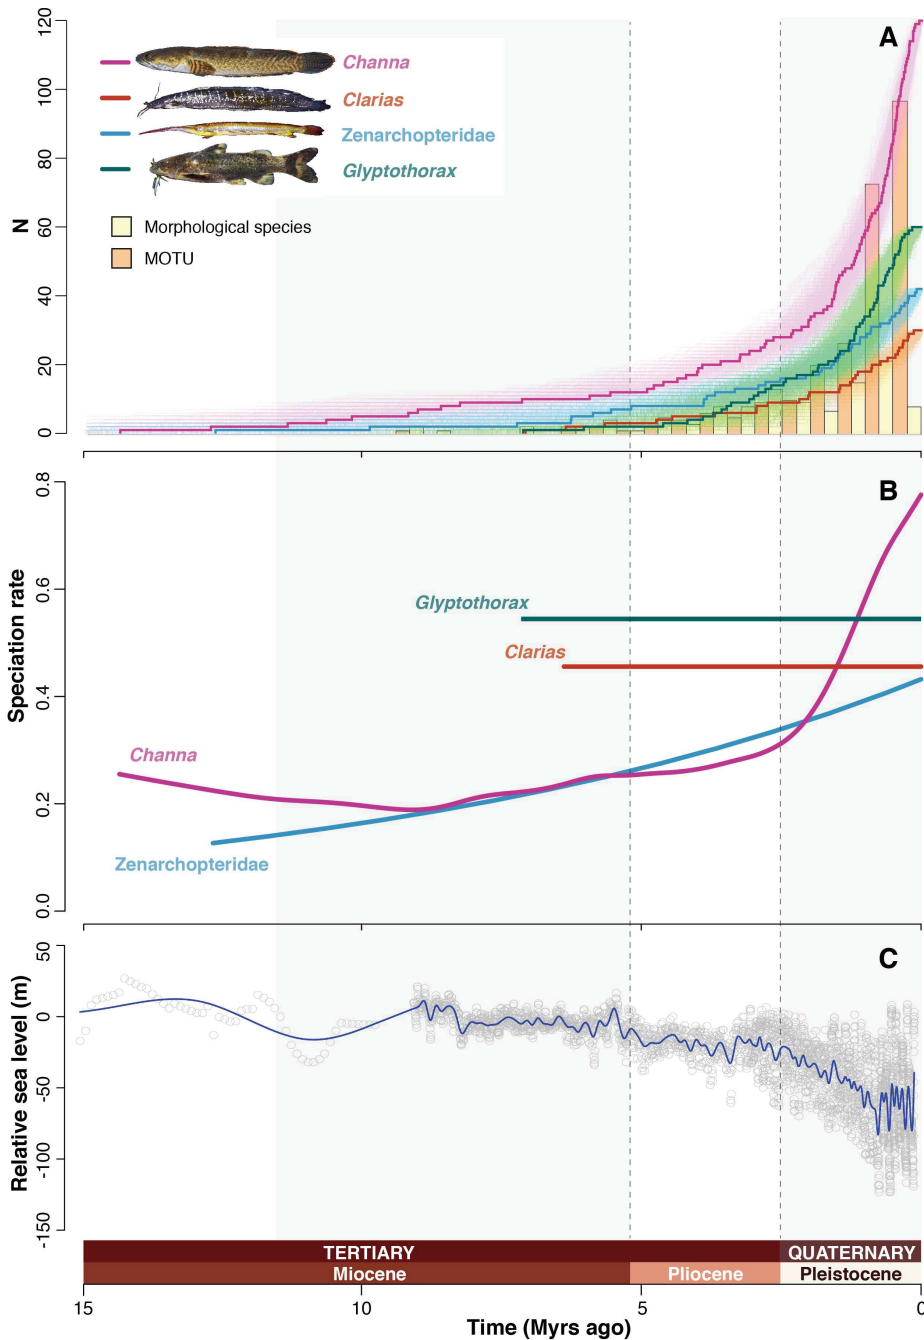 A
120
100
80
60
40
20
0
N
Channa
Clarias
Zenarchopteridae
Glyptothorax
Morphological species
MOTU
B
0.8
0.6
0.4
0.2
0.0
Speciation rate
Glyptothorax
Clarias
Channa
Zenarchopteridae
C
50
0
-50
-100
-150
Relative sea level (m)
TERTIARY QUATERNARY
Miocene Pliocene Pleistocene
15 10 5 0
Time (Myrs ago)